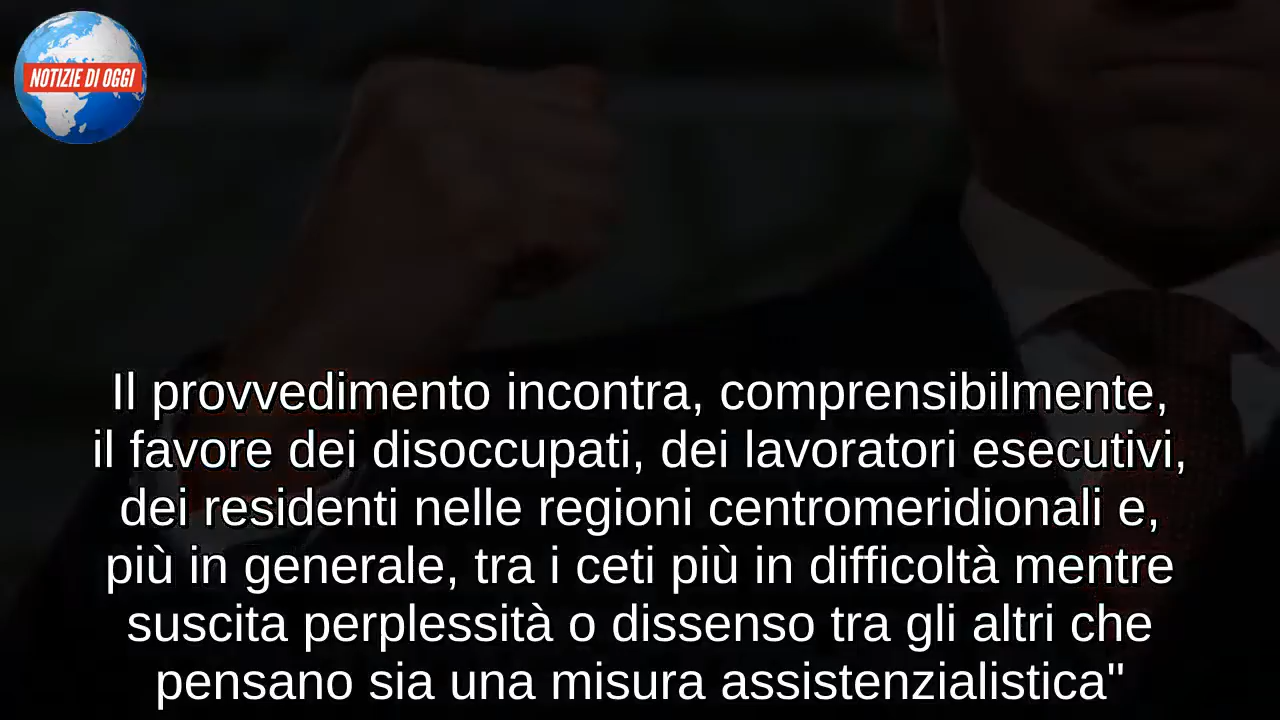 NOTIZIE DI OGGI
Il provvedimento incontra, comprensibilmente,
il favore dei disoccupati, dei lavoratori esecutivi,
dei residenti nelle regioni centromeridionali e,
più in generale, tra i ceti più in difficoltà mentre
suscita perplessità o dissenso tra gli altri che
pensano sia una misura assistenzialistica"